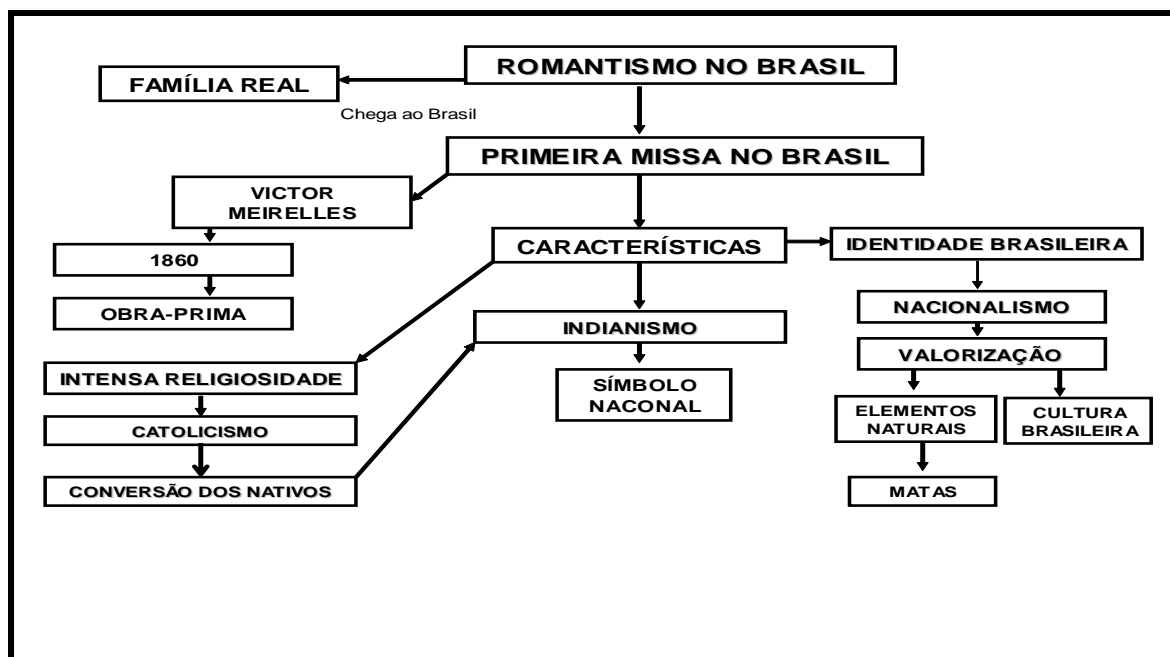 ROMANTISMO NO BRASIL
FAMÍLIA REAL
Chega ao Brasil
PRIMEIRA MISSA NO BRASIL
VICTOR
MEIRELLES
1860
OBRA-PRIMA
CARACTERÍSTICAS
IDENTIDADE BRASILEIRA
NACIONALISMO
VALORIZAÇÃO
ELEMENTOS
NATURAIS
CULTURA
BRASILEIRA
MATAS
INDIANISMO
SÍMBOLO
NACONAL
INTENSA RELIGIOSIDADE
CATOLICISMO
CONVERSÃO DOS NATIVOS